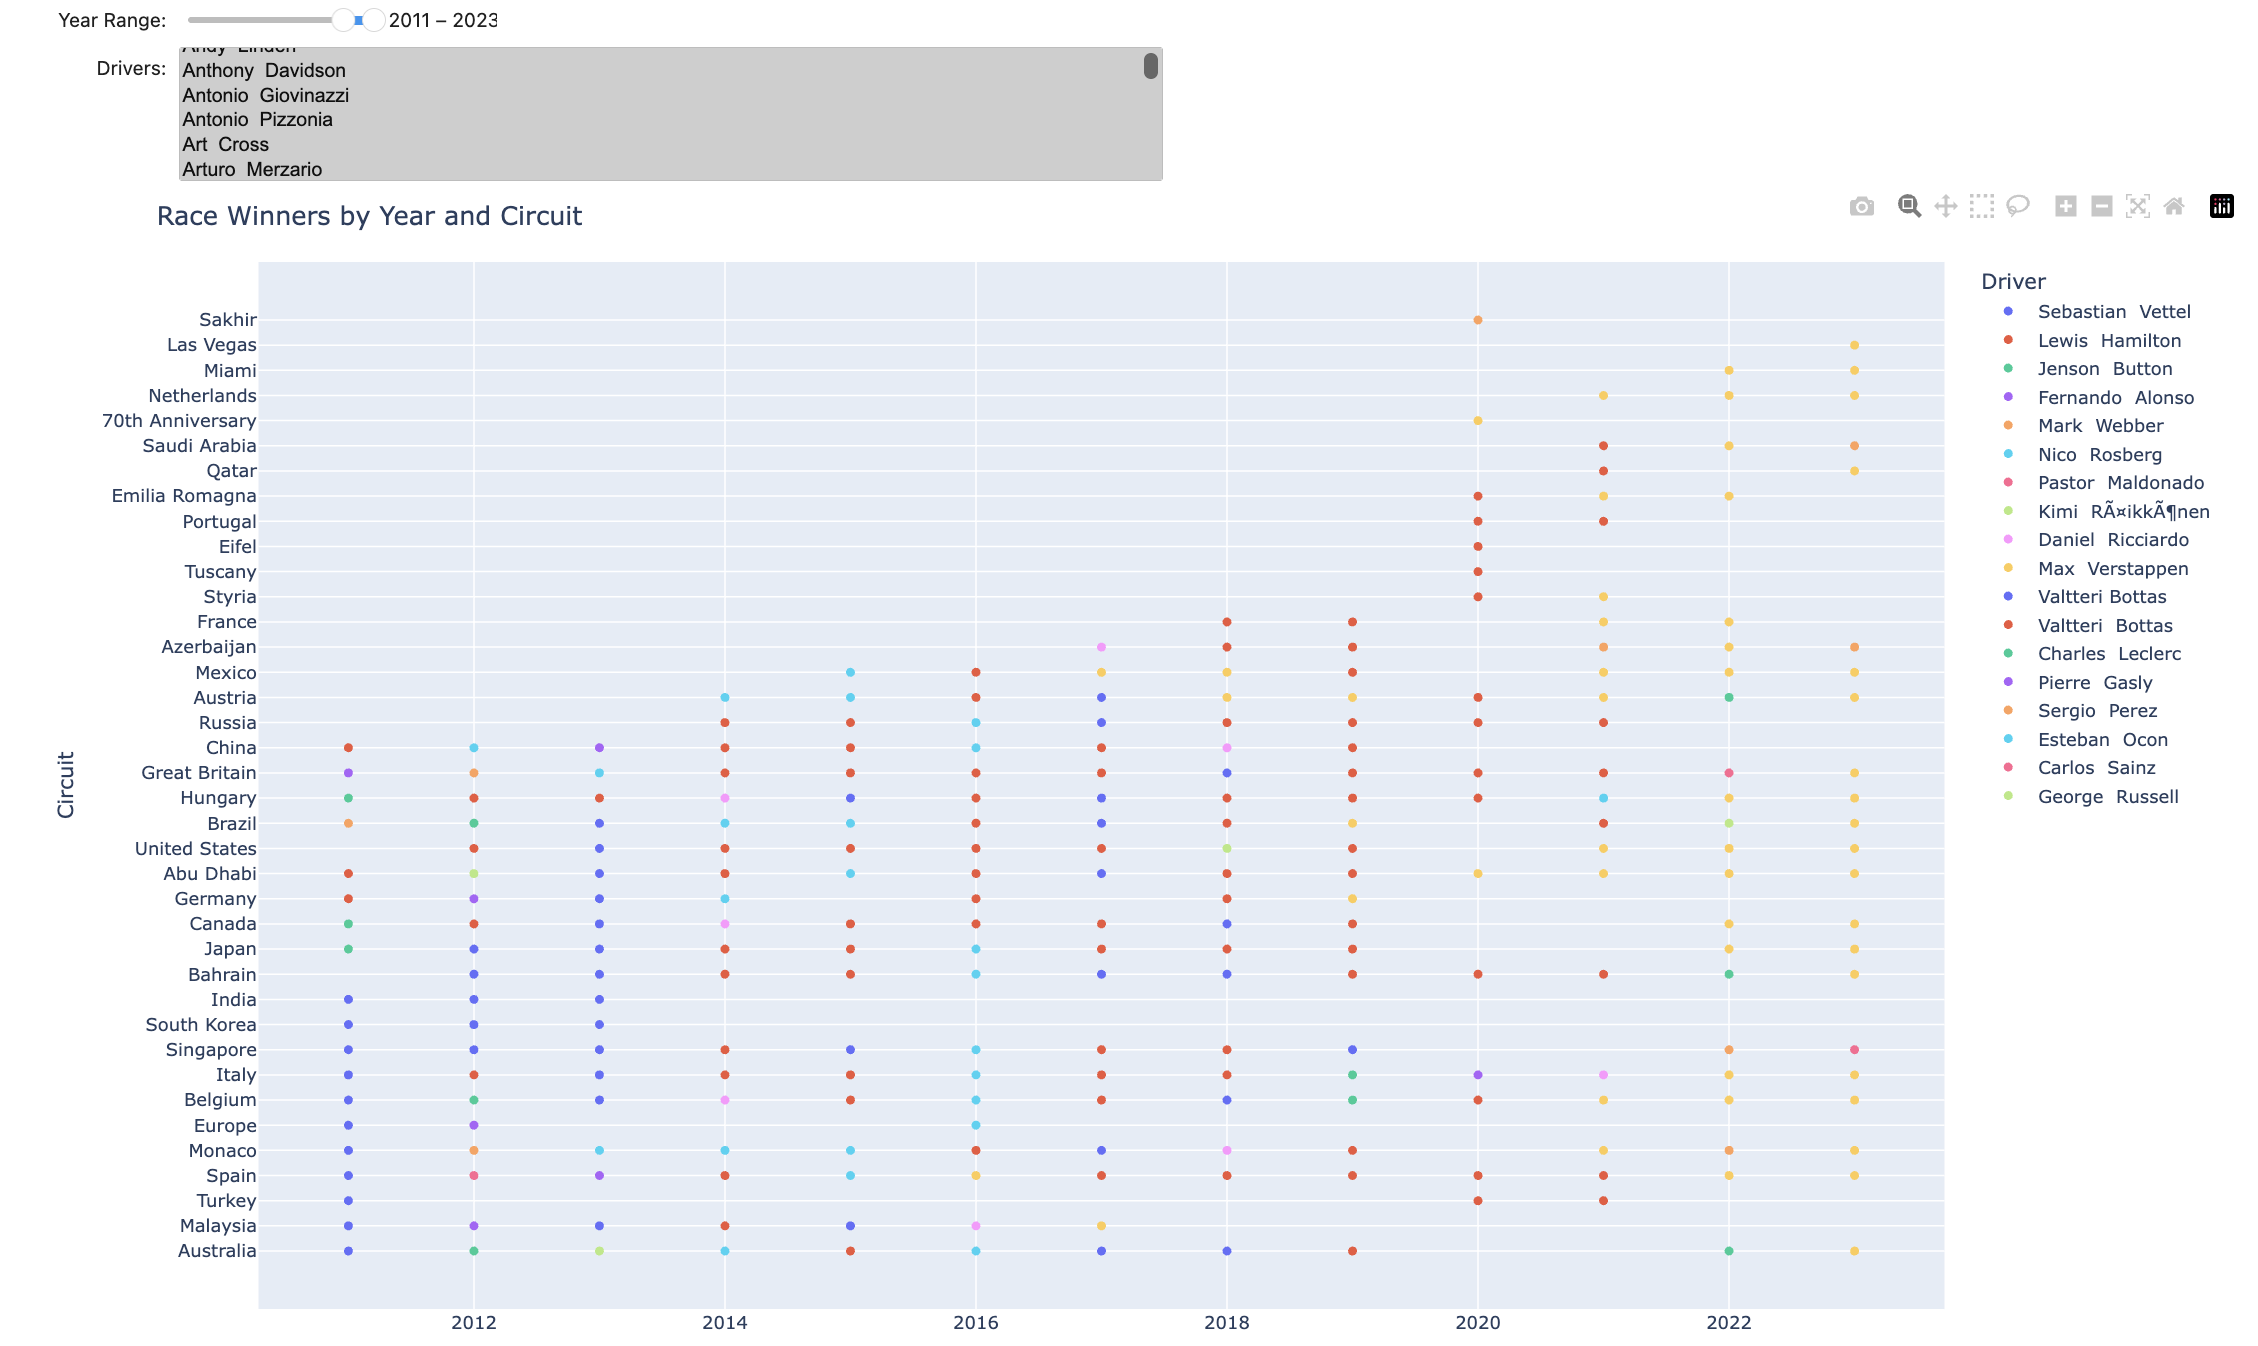 Year Range: 2011 – 2023
Andy Linden
Drivers:
Anthony Davidson
Antonio Giovinazzi
Antonio Pizzonia
Art Cross
Arturo Merzario
Race Winners by Year and Circuit
Driver
Sebastian Vettel
Lewis Hamilton
Jenson Button
Fernando Alonso
Mark Webber
Nico Rosberg
Pastor Maldonado
Kimi RÃ¤ikkÃ¶nen
Daniel Ricciardo
Max Verstappen
Valtteri Bottas
Valtteri Bottas
Charles Leclerc
Pierre Gasly
Sergio Perez
Esteban Ocon
Carlos Sainz
George Russell
Circuit
Sakhir
Las Vegas
Miami
Netherlands
70th Anniversary
Saudi Arabia
Qatar
Emilia Romagna
Portugal
Eifel
Tuscany
Styria
France
Azerbaijan
Mexico
Austria
Russia
China
Great Britain
Hungary
Brazil
United States
Abu Dhabi
Germany
Canada
Japan
Bahrain
India
South Korea
Singapore
Italy
Belgium
Europe
Monaco
Spain
Turkey
Malaysia
Australia
2012 2014 2016 2018 2020 2022